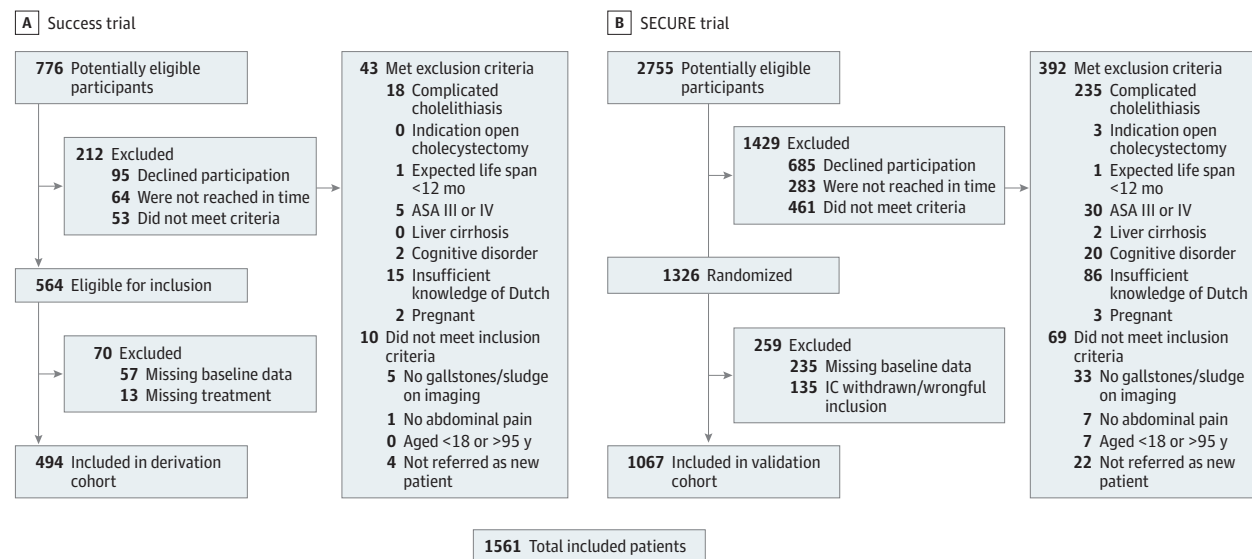 A Success trial
776 Potentially eligible
participants
212 Excluded
95 Declined participation
64 Were not reached in time
53 Did not meet criteria
43 Met exclusion criteria
18 Complicated
cholelithiasis
0 Indication open
cholecystectomy
1 Expected life span
<12 mo
5 ASA III or IV
0 Liver cirrhosis
2 Cognitive disorder
15 Insufficient
knowledge of Dutch
2 Pregnant
10 Did not meet inclusion
criteria
5 No gallstones/sludge
on imaging
1 No abdominal pain
0 Aged <18 or >95 y
4 Not referred as new
patient
564 Eligible for inclusion
70 Excluded
57 Missing baseline data
13 Missing treatment
494 Included in derivation
cohort
B SECURE trial
2755 Potentially eligible
participants
1429 Excluded
685 Declined participation
283 Were not reached in time
461 Did not meet criteria
392 Met exclusion criteria
235 Complicated
cholelithiasis
3 Indication open
cholecystectomy
1 Expected life span
<12 mo
30 ASA III or IV
2 Liver cirrhosis
20 Cognitive disorder
86 Insufficient
knowledge of Dutch
3 Pregnant
69 Did not meet inclusion
criteria
33 No gallstones/sludge
on imaging
7 No abdominal pain
7 Aged <18 or >95 y
22 Not referred as new
patient
1326 Randomized
259 Excluded
235 Missing baseline data
135 IC withdrawn/wrongful
inclusion
1067 Included in validation
cohort
1561 Total included patients